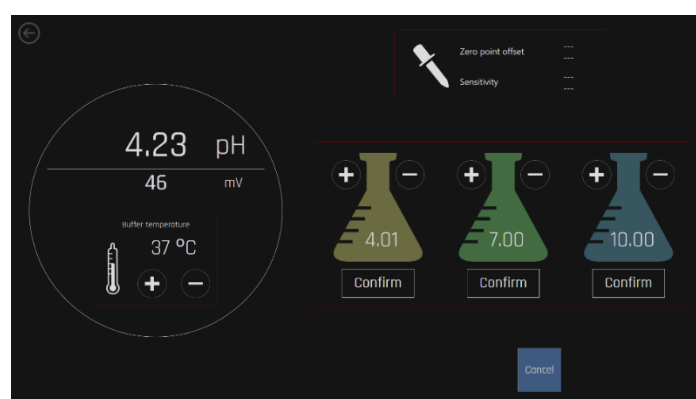 Zero point offset
---
---
Sensitivity
---
---
4.23 pH
46 mV
Buffer temperature
37 °C
+ −
+ − + − + −
4.01 7.00 10.00
Confirm Confirm Confirm
Cancel